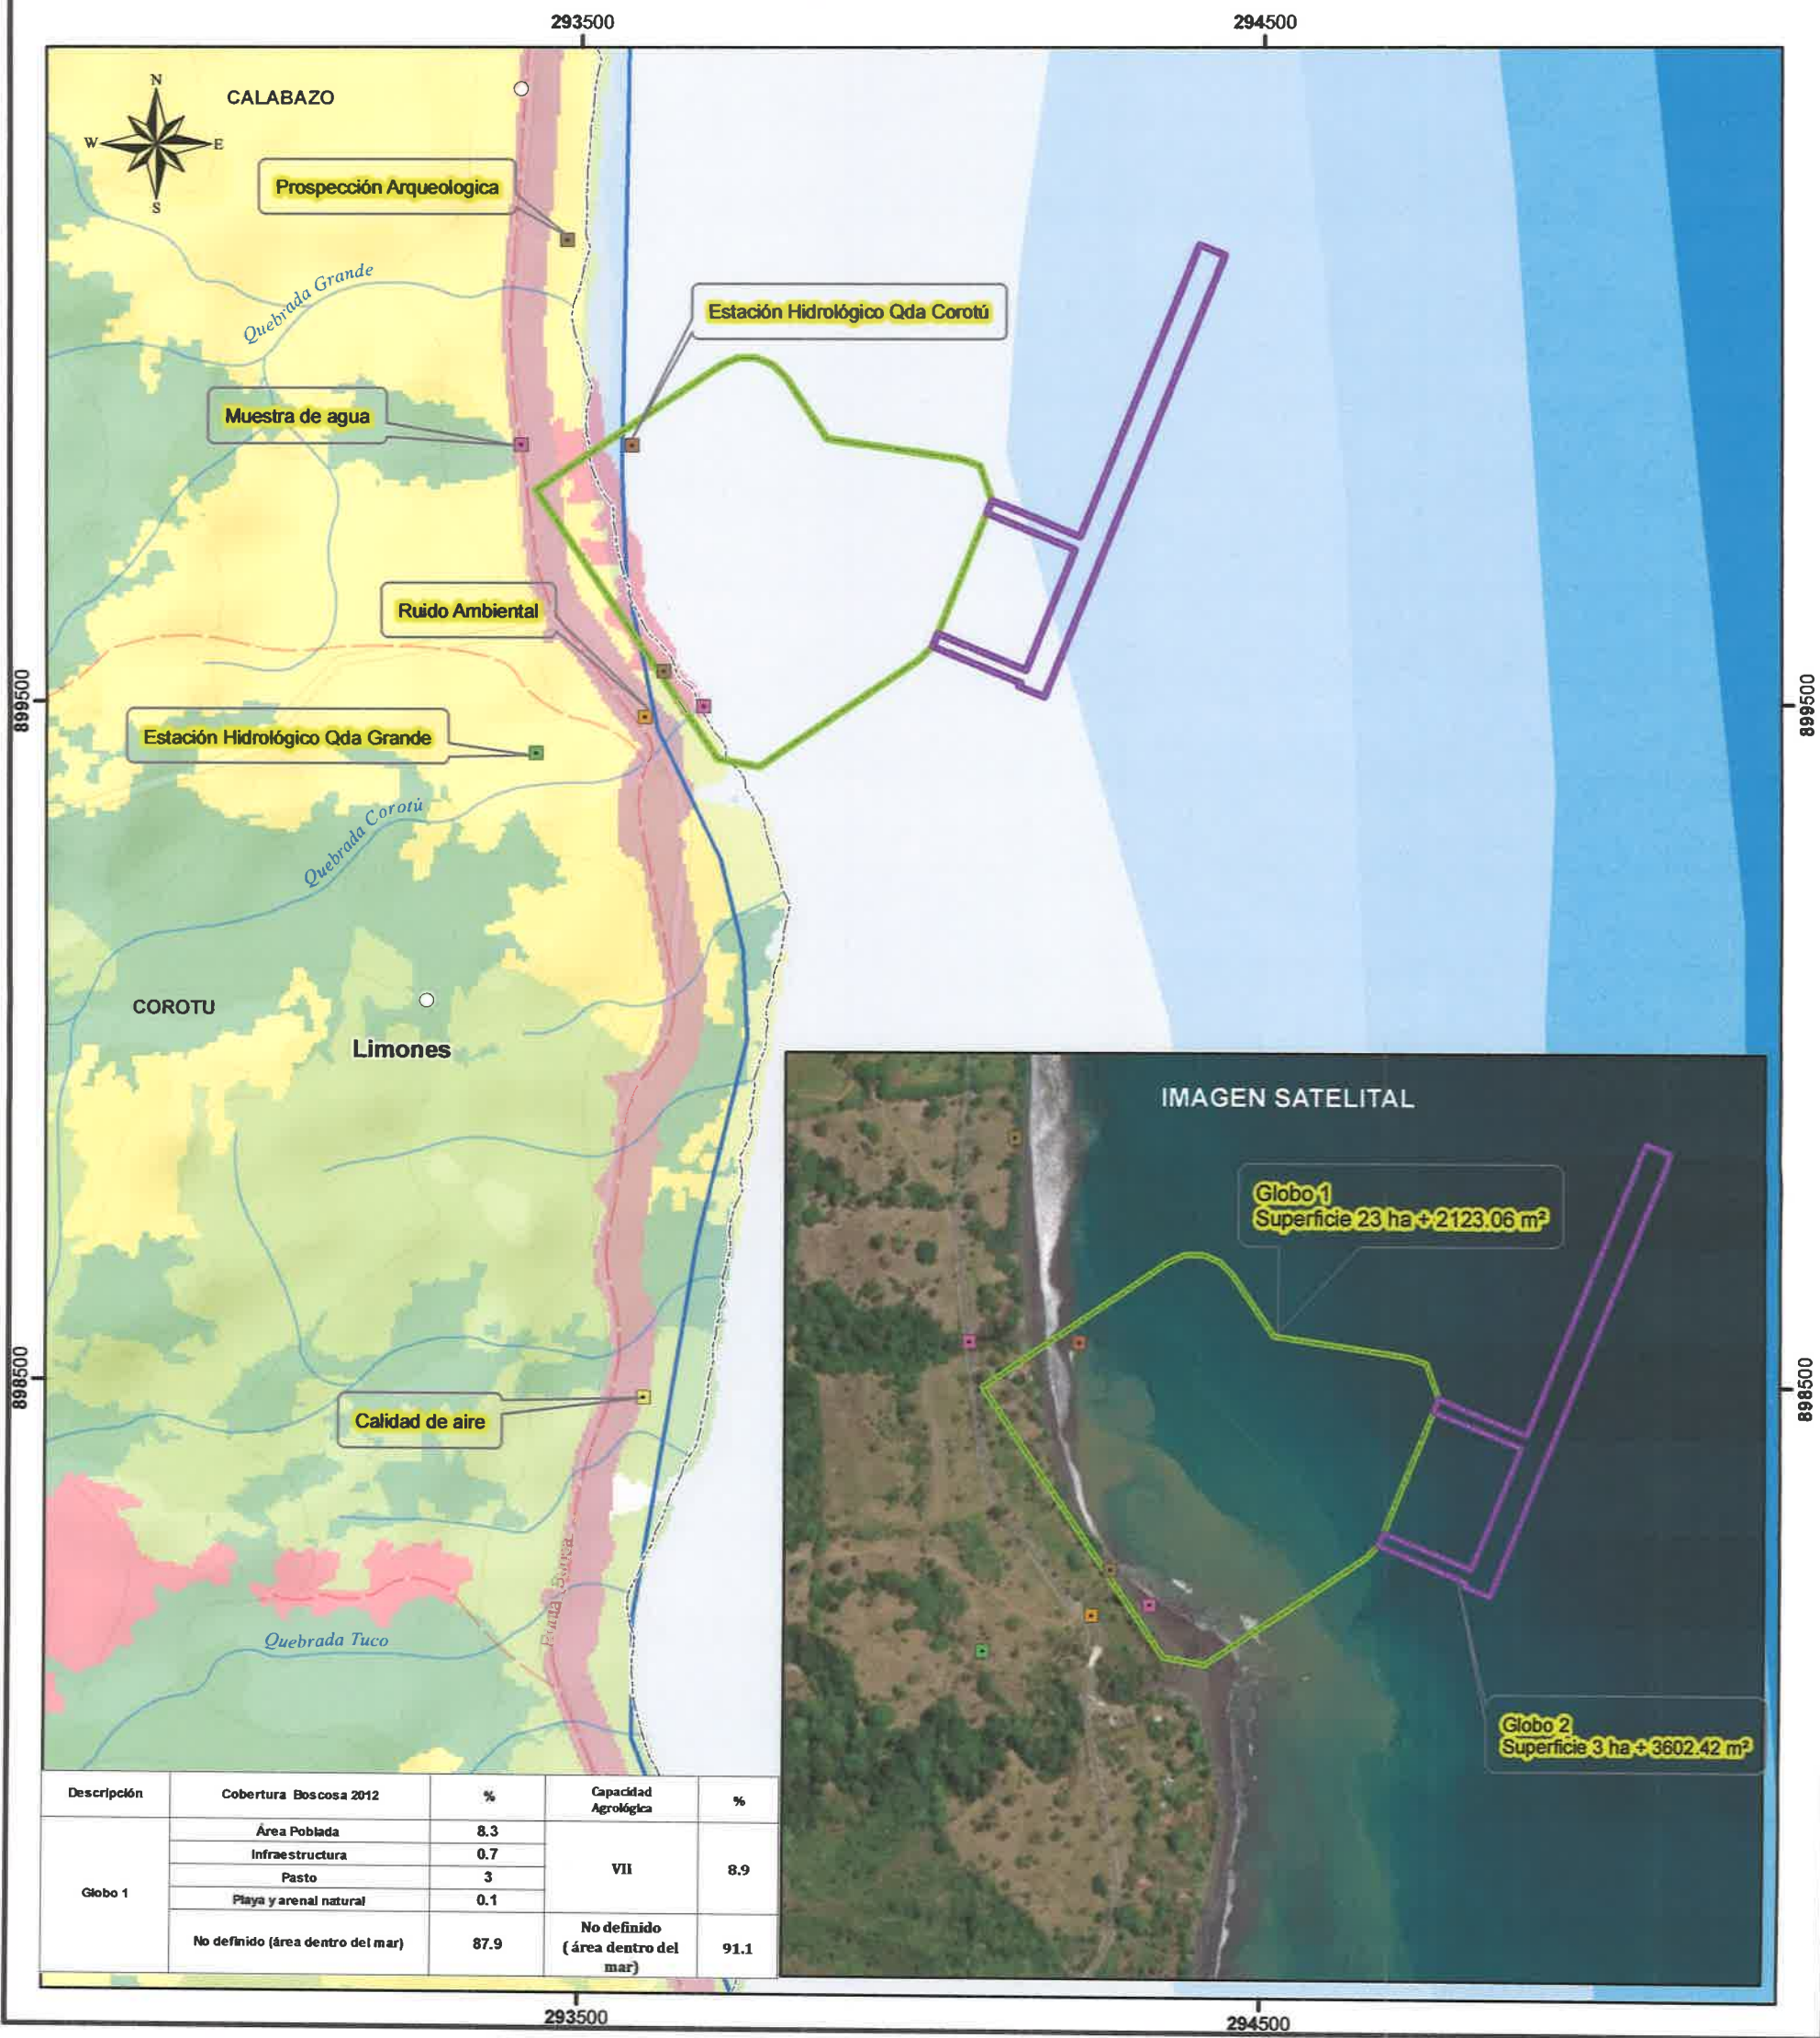 293500
294500
N
W
E
S
CALABAZO
Prospección Arqueologica
Quebrada Grande
Estación Hidrológico Qda Corotú
Muestra de agua
Ruido Ambiental
899500
899500
Estación Hidrológico Qda Grande
Quebrada Corotú
COROTU
Limones
IMAGEN SATELITAL
Globo 1
Superficie 23 ha + 2123.06 m²
898500
898500
Calidad de aire
Quebrada Tuco
Globo 2
Superficie 3 ha + 3602.42 m²
Descripción
Cobertura Boscosa 2012
%
Capacidad
Agrológica
%
Globo 1
Área Poblada
8.3
Infraestructura
0.7
Pasto
3
Playa y arenal natural
0.1
VII
8.9
No definido (área dentro del mar)
87.9
No definido
( área dentro del
mar)
91.1
293500
294500